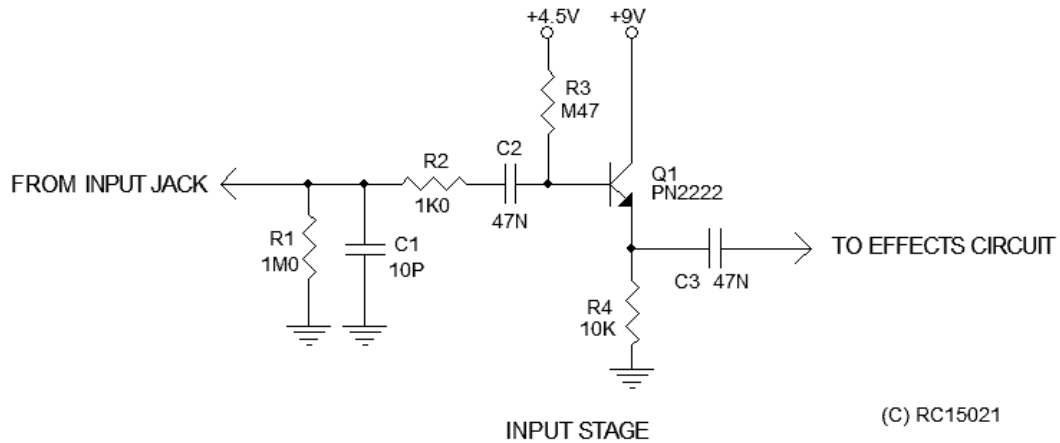 +4.5V
+9V
R3
M47
C2
47N
R2
1K0
Q1
PN2222
FROM INPUT JACK
R1
1M0
C1
10P
TO EFFECTS CIRCUIT
C3 47N
R4
10K
INPUT STAGE
(C) RC15021